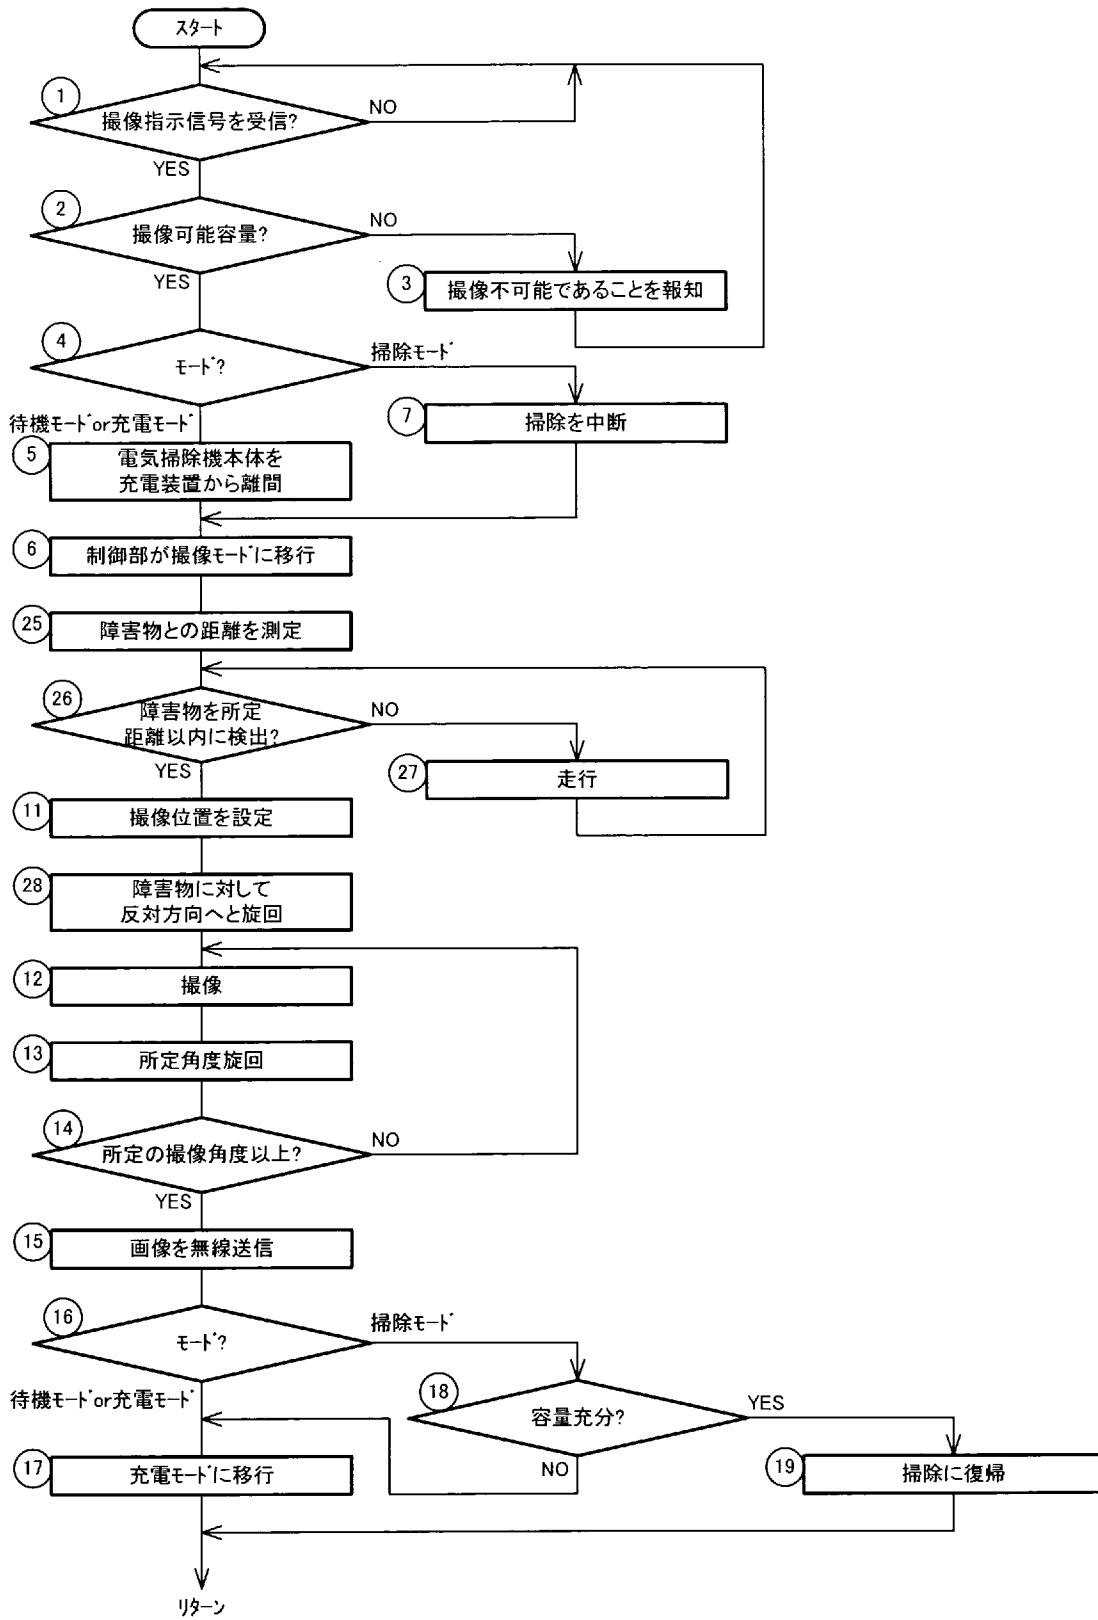 スタート
1
撮像指示信号を受信?
NO
YES
2
撮像可能容量?
NO
YES
3
撮像不可能であることを報知
4
モード?
掃除モード
待機モードor充電モード
7
掃除を中断
5
電気掃除機本体を
充電装置から離間
6
制御部が撮像モードに移行
25
障害物との距離を測定
26
障害物を所定
距離以内に検出?
NO
YES
27
走行
11
撮像位置を設定
28
障害物に対して
反対方向へと旋回
12
撮像
13
所定角度旋回
14
所定の撮像角度以上?
NO
YES
15
画像を無線送信
16
モード?
掃除モード
待機モードor充電モード
18
容量充分?
YES
NO
17
充電モードに移行
19
掃除に復帰
リターン